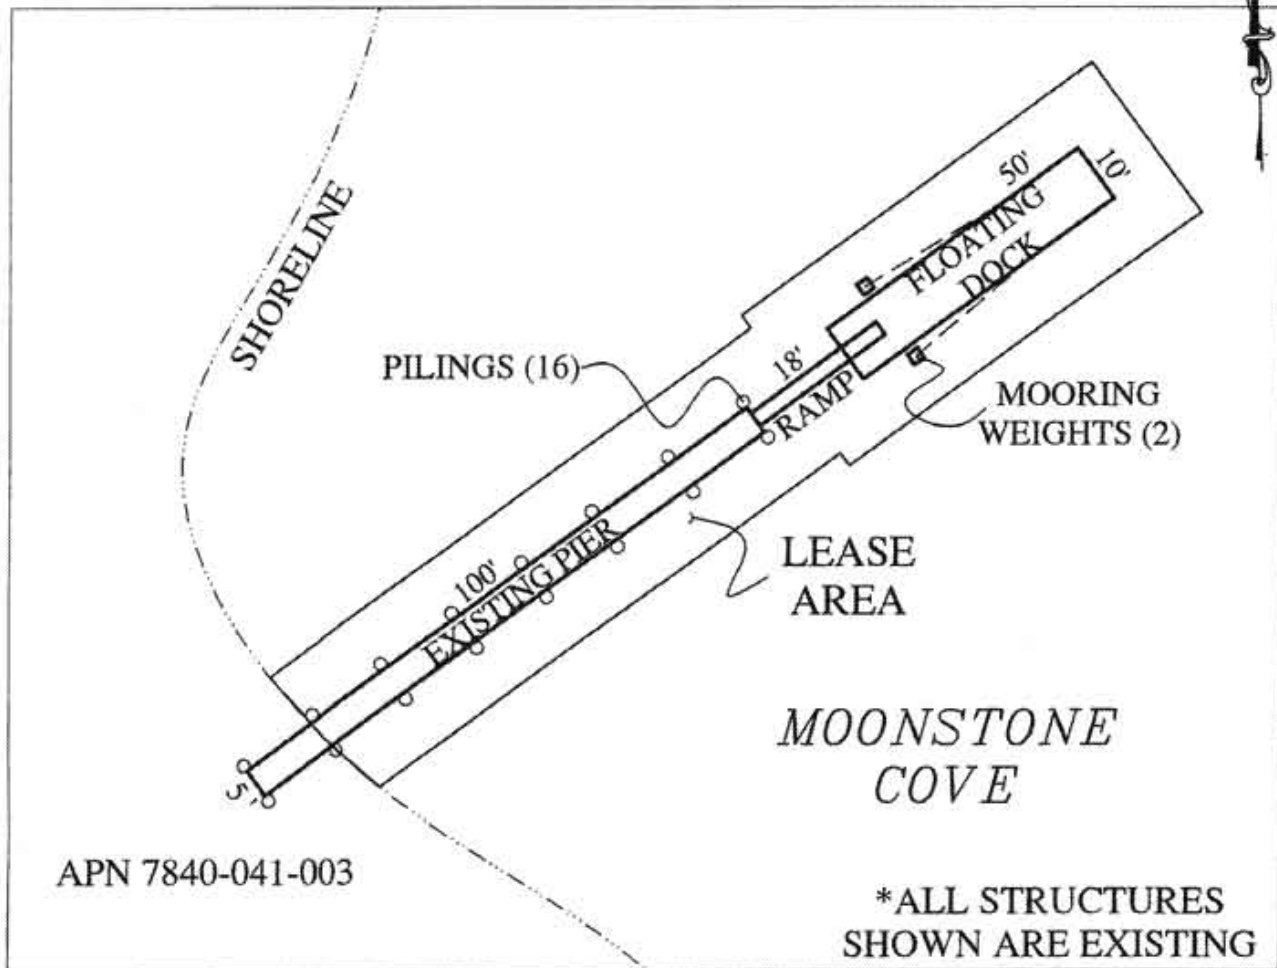 SHORELINE
50'
10'
FLOATING
DOCK
PILINGS (16)
18'
RAMP
MOORING
WEIGHTS (2)
100'
EXISTING PIER
LEASE
AREA
5'
MOONSTONE
COVE
APN 7840-041-003
*ALL STRUCTURES
SHOWN ARE EXISTING